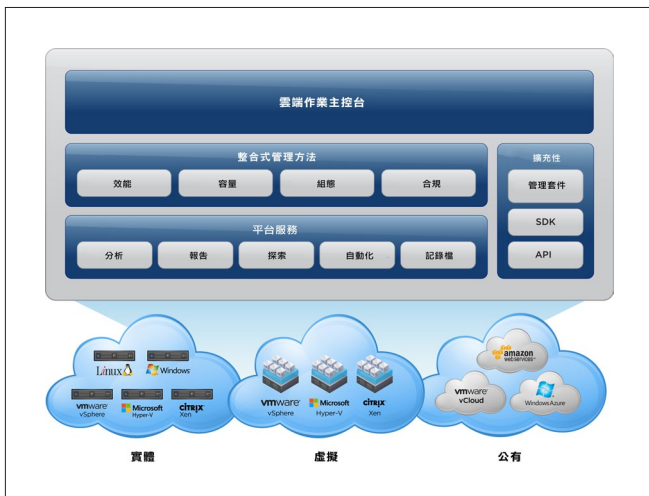 雲端作業主控台
整合式管理方法
效能 容量 組態 合規
擴充性
管理套件
SDK
API
平台服務
分析 報告 探索 自動化 記錄檔
Linux Windows
vmware vSphere
Microsoft Hyper-V
CITRIX Xen
vmware vSphere
Microsoft Hyper-V
CITRIX Xen
amazon webservices™
vmware vCloud
Windows Azure
實體 虛擬 公有